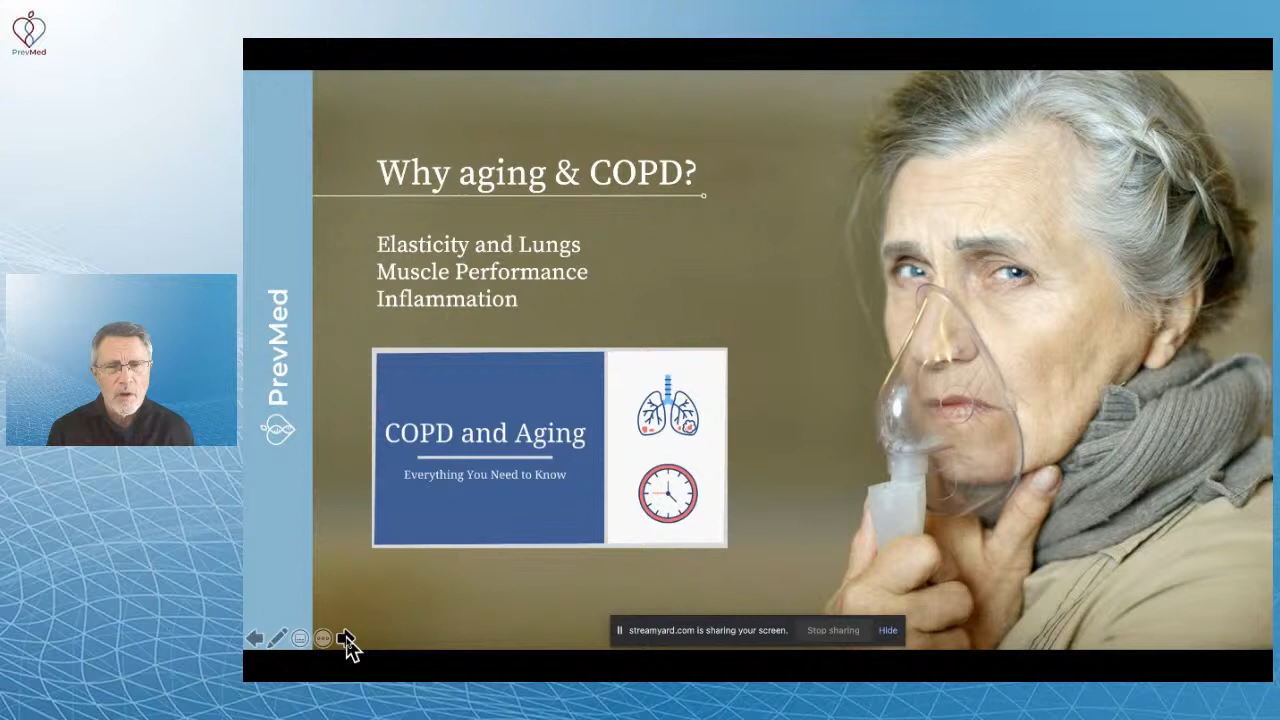 PrevMed
Why aging & COPD?
Elasticity and Lungs
Muscle Performance
Inflammation
PrevMed
COPD and Aging
Everything You Need to Know
streamyard.com is sharing your screen.
Stop sharing
Hide